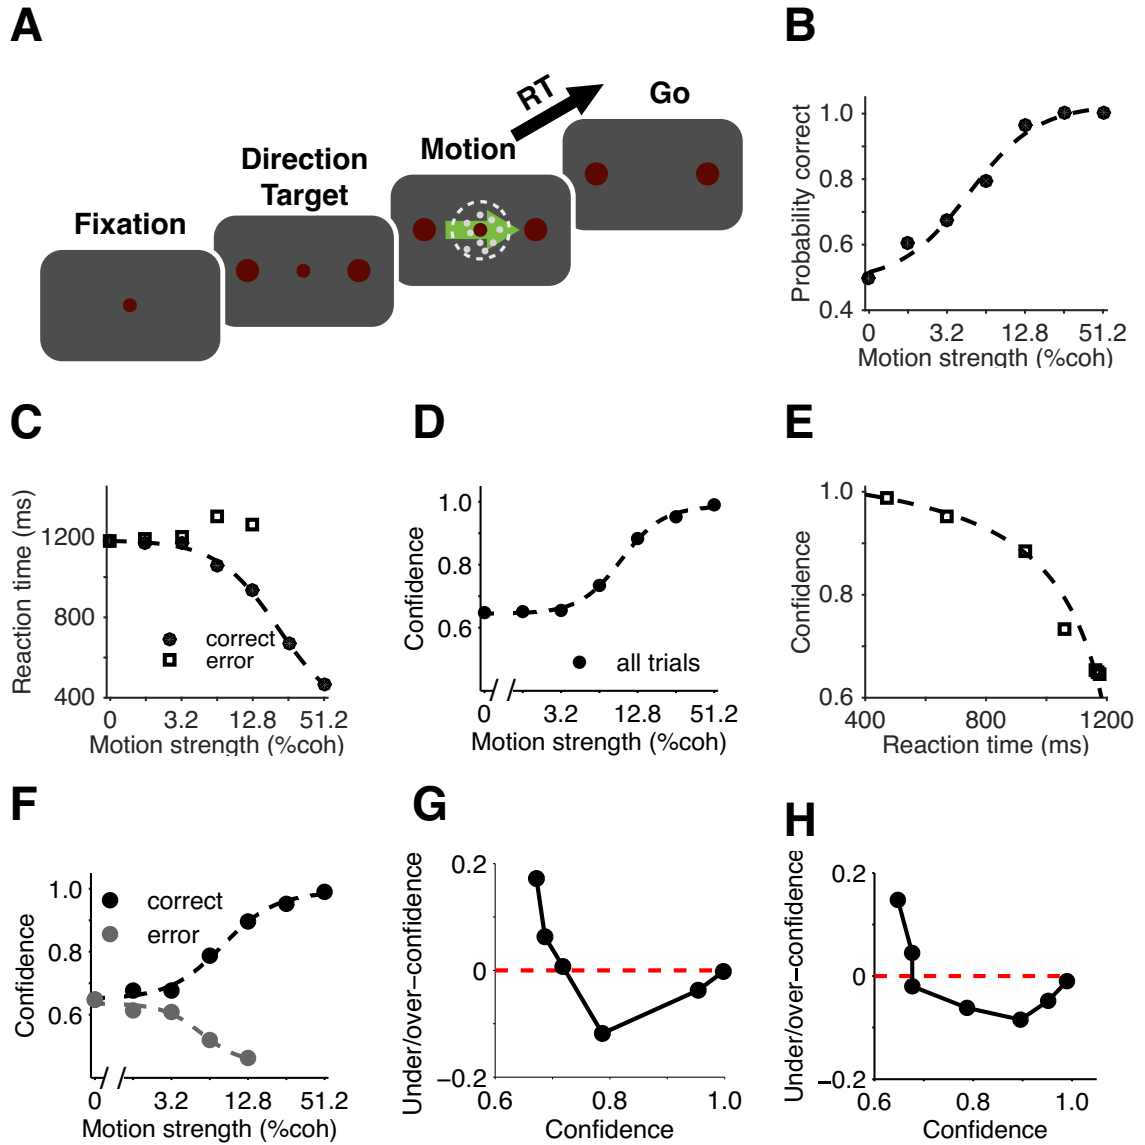 A
Fixation
Direction
Target
Motion
RT
Go
B
Probability correct
1.0
0.8
0.6
0.4
0 3.2 12.8 51.2
Motion strength (%coh)
C
Reaction time (ms)
1200
800
400
correct
error
0 3.2 12.8 51.2
Motion strength (%coh)
D
Confidence
1.0
0.8
0.6
all trials
0 3.2 12.8 51.2
Motion strength (%coh)
E
Confidence
1.0
0.8
0.6
400 800 1200
Reaction time (ms)
F
Confidence
1.0
0.8
0.6
correct
error
0 3.2 12.8 51.2
Motion strength (%coh)
G
Under/over−confidence
0.2
0
−0.2
0.6 0.8 1.0
Confidence
H
Under/over−confidence
0.2
0
−0.2
0.6 0.8 1.0
Confidence